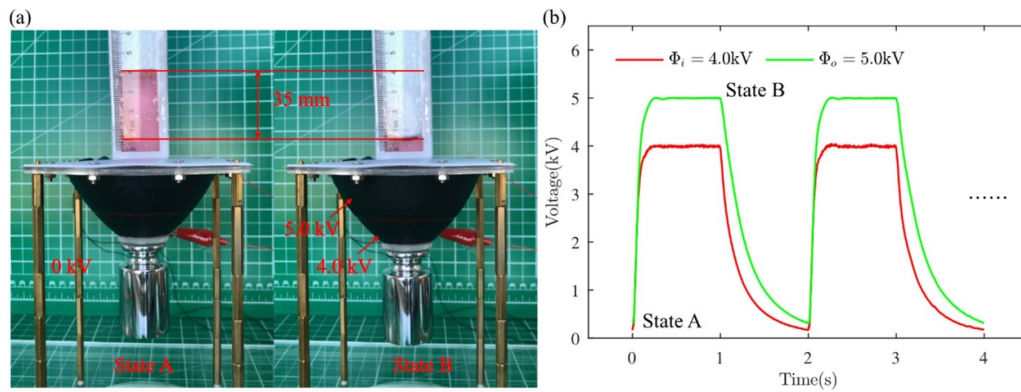 (a)
35 mm
5.0 kV
4.0 kV
0 kV
State A
State B
(b)
Φi = 4.0kV Φo = 5.0kV
State B
State A
......
Voltage(kV)
6
5
4
3
2
1
0
0 1 2 3 4
Time(s)